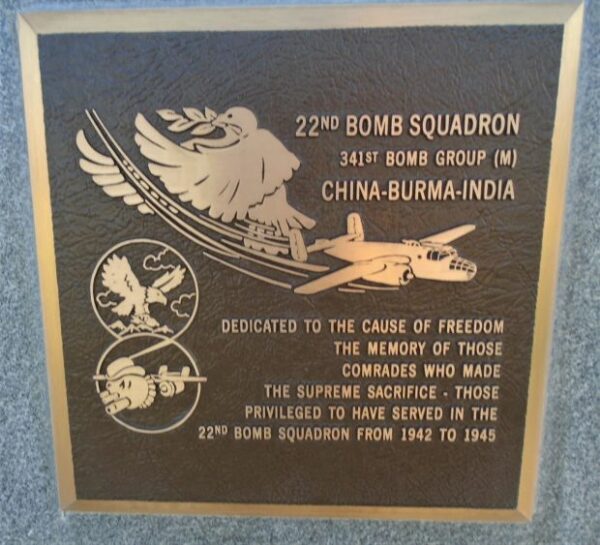 22ND BOMB SQUADRON
341ST BOMB GROUP (M)
CHINA-BURMA-INDIA
DEDICATED TO THE CAUSE OF FREEDOM
THE MEMORY OF THOSE
COMRADES WHO MADE
THE SUPREME SACRIFICE - THOSE
PRIVILEGED TO HAVE SERVED IN THE
22ND BOMB SQUADRON FROM 1942 TO 1945